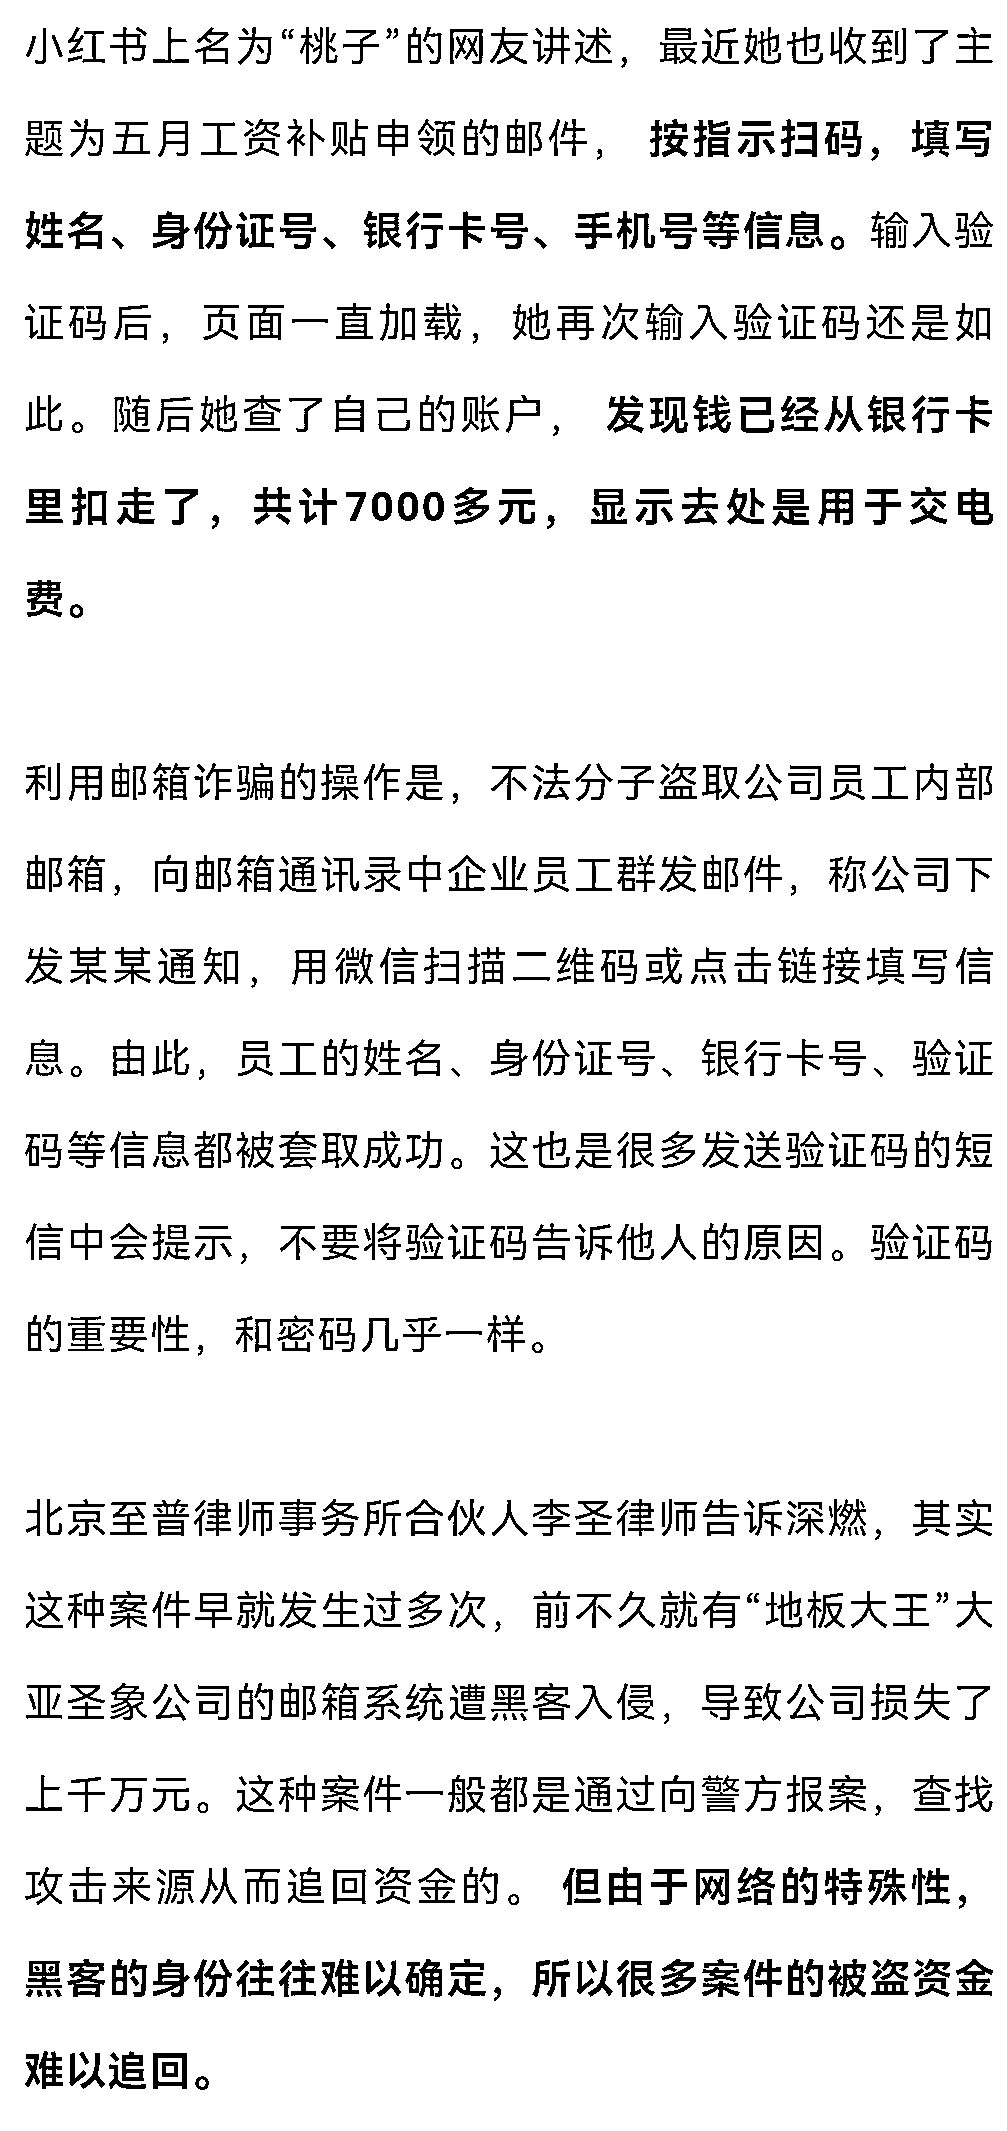 小红书上名为“桃子”的网友讲述，最近她也收到了主
题为五月工资补贴申领的邮件， 按指示扫码，填写
姓名、身份证号、银行卡号、手机号等信息。输入验
证码后，页面一直加载，她再次输入验证码还是如
此。随后她查了自己的账户， 发现钱已经从银行卡
里扣走了，共计7000多元，显示去处是用于交电
费。
利用邮箱诈骗的操作是，不法分子盗取公司员工内部
邮箱，向邮箱通讯录中企业员工群发邮件，称公司下
发某某通知，用微信扫描二维码或点击链接填写信
息。由此，员工的姓名、身份证号、银行卡号、验证
码等信息都被套取成功。这也是很多发送验证码的短
信中会提示，不要将验证码告诉他人的原因。验证码
的重要性，和密码几乎一样。
北京至普律师事务所合伙人李圣律师告诉深燃，其实
这种案件早就发生过多次，前不久就有“地板大王”大
亚圣象公司的邮箱系统遭黑客入侵，导致公司损失了
上千万元。这种案件一般都是通过向警方报案，查找
攻击来源从而追回资金的。 但由于网络的特殊性，
黑客的身份往往难以确定，所以很多案件的被盗资金
难以追回。